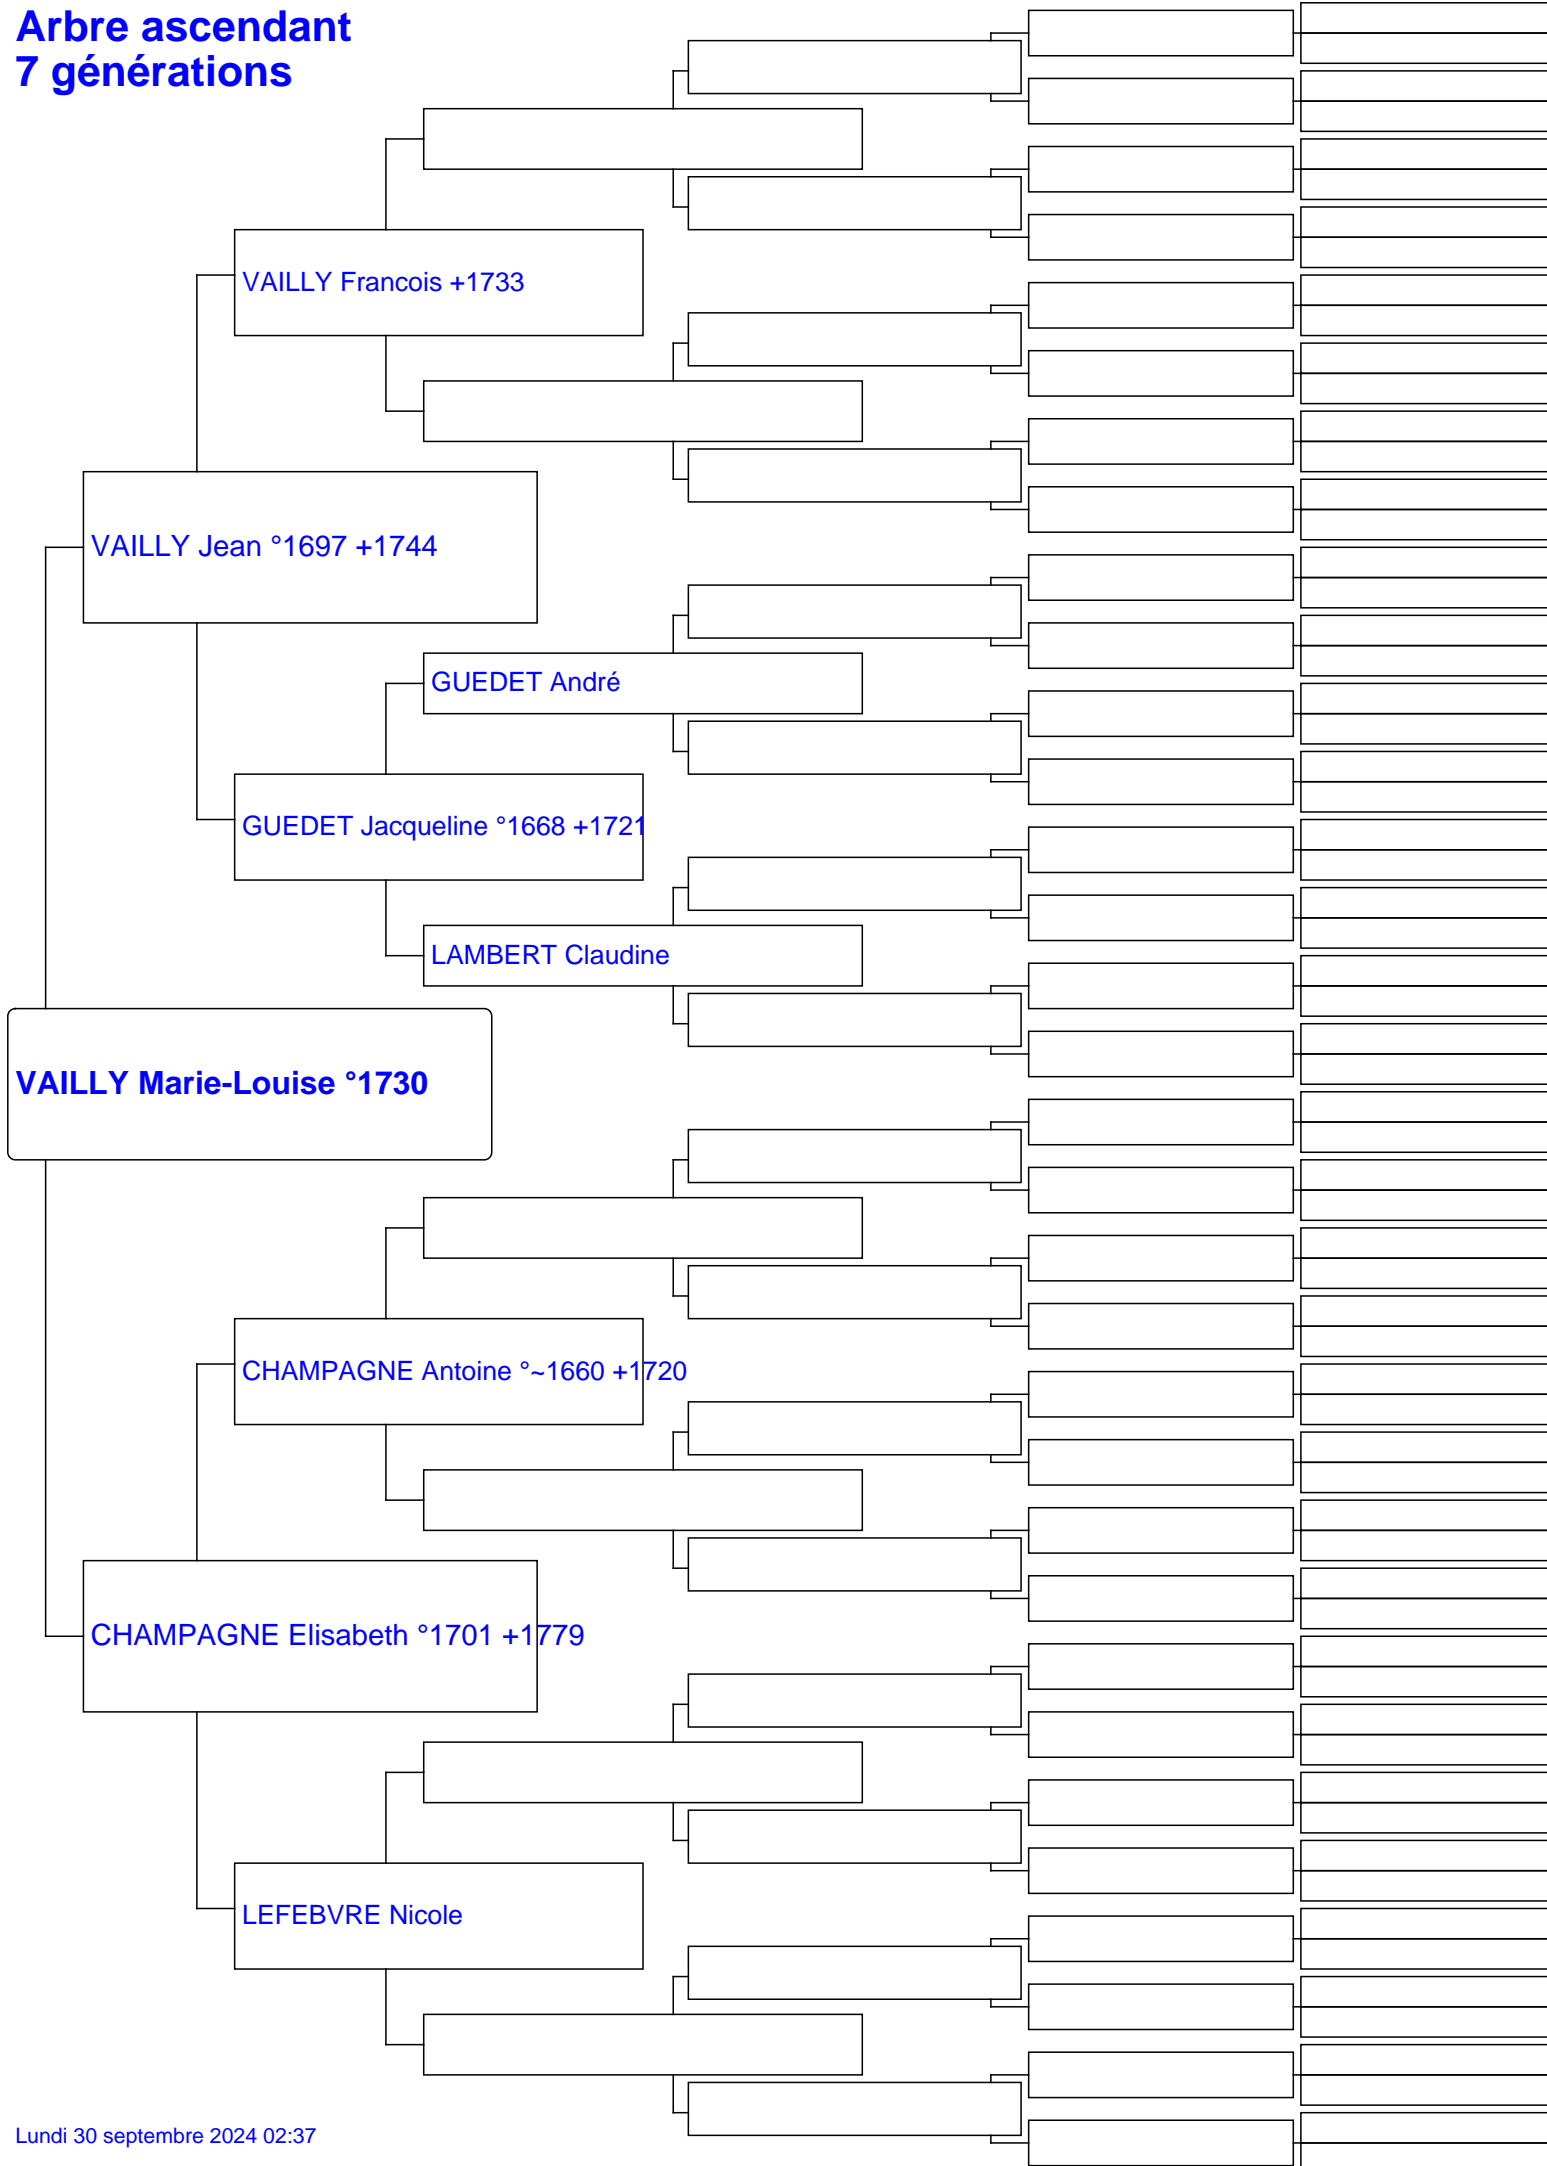 Arbre ascendant
7 générations
VAILLY Francois +1733
VAILLY Jean °1697 +1744
GUEDET André
GUEDET Jacqueline °1668 +1721
LAMBERT Claudine
VAILLY Marie-Louise °1730
CHAMPAGNE Antoine °~1660 +1720
CHAMPAGNE Elisabeth °1701 +1779
LEFEBVRE Nicole
Lundi 30 septembre 2024 02:37